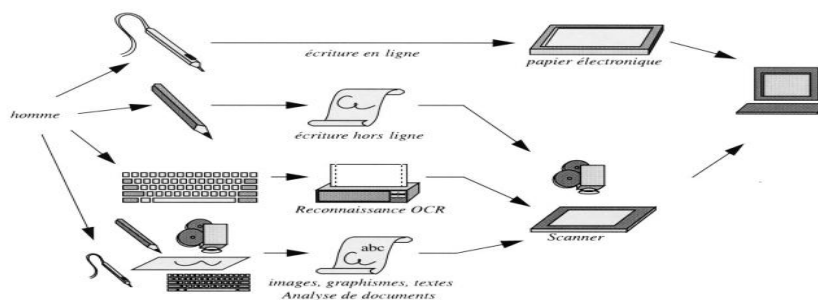 écriture en ligne
papier électronique
homme
écriture hors ligne
Reconnaissance OCR
Scanner
abc
images, graphismes, textes
Analyse de documents